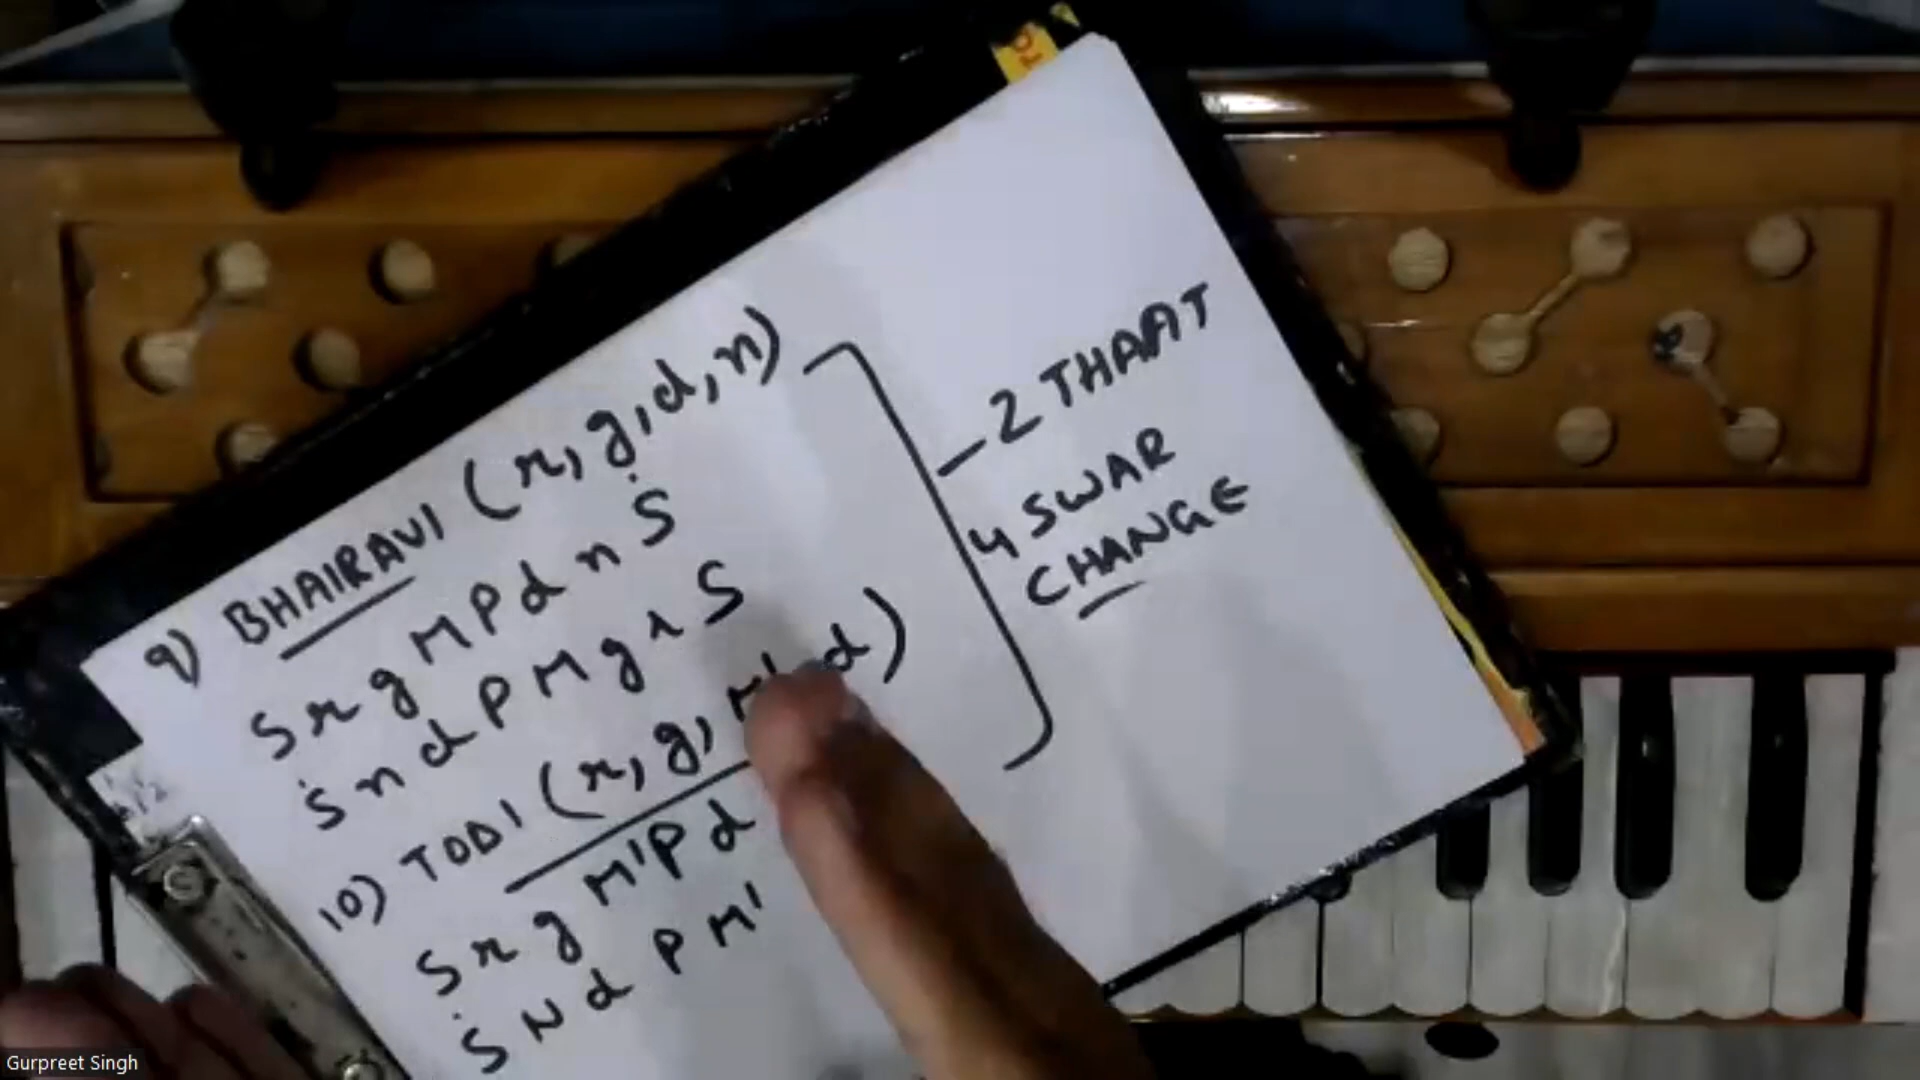 9) BHAIRAVI (r, g, d, n)
S r g M P d n Ṡ
Ṡ n d P M g r S
10) TODI (r, g, M' d)
S r g M'P d
Ṡ N d P M'
- 2 THAAT
4 SWAR
CHANGE
Gurpreet Singh